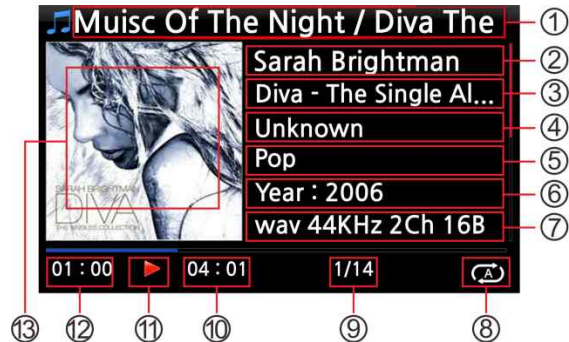 Muisc Of The Night / Diva The ①
Sarah Brightman ②
Diva - The Single Al... ③
Unknown ④
Pop ⑤
Year : 2006 ⑥
wav 44KHz 2Ch 16B ⑦
SARAH BRIGHTMAN
DIVA
THE SINGLES COLLECTION
01 : 00 04 : 01 1/14 A
⑬ ⑫ ⑪ ⑩ ⑨ ⑧